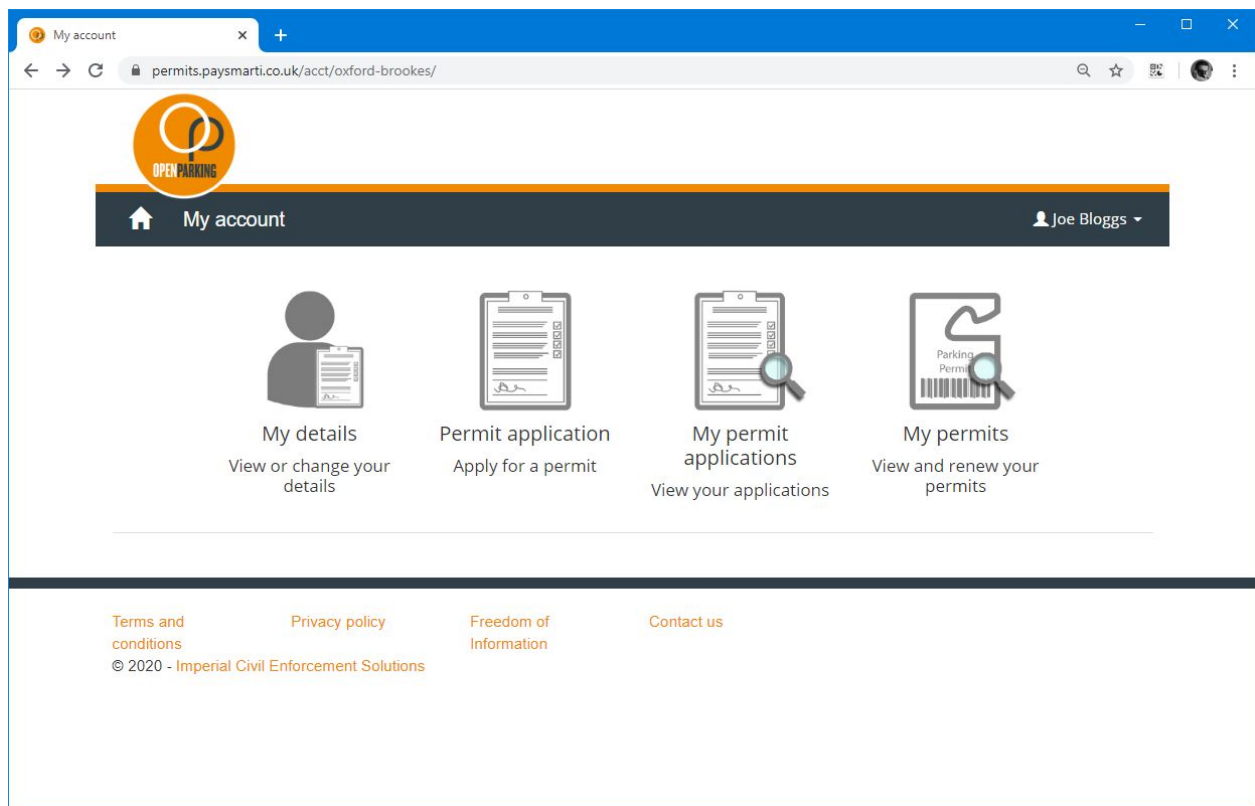 My account
permits.paysmarti.co.uk/acct/oxford-brookes/
OPENPARKING
My account
Joe Bloggs
Parking
Permit
My details
View or change your
details
Permit application
Apply for a permit
My permit
applications
View your applications
My permits
View and renew your
permits
Terms and
conditions
Privacy policy
Freedom of
Information
Contact us
© 2020 - Imperial Civil Enforcement Solutions